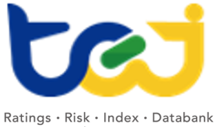 tej
Ratings · Risk · Index · Databank